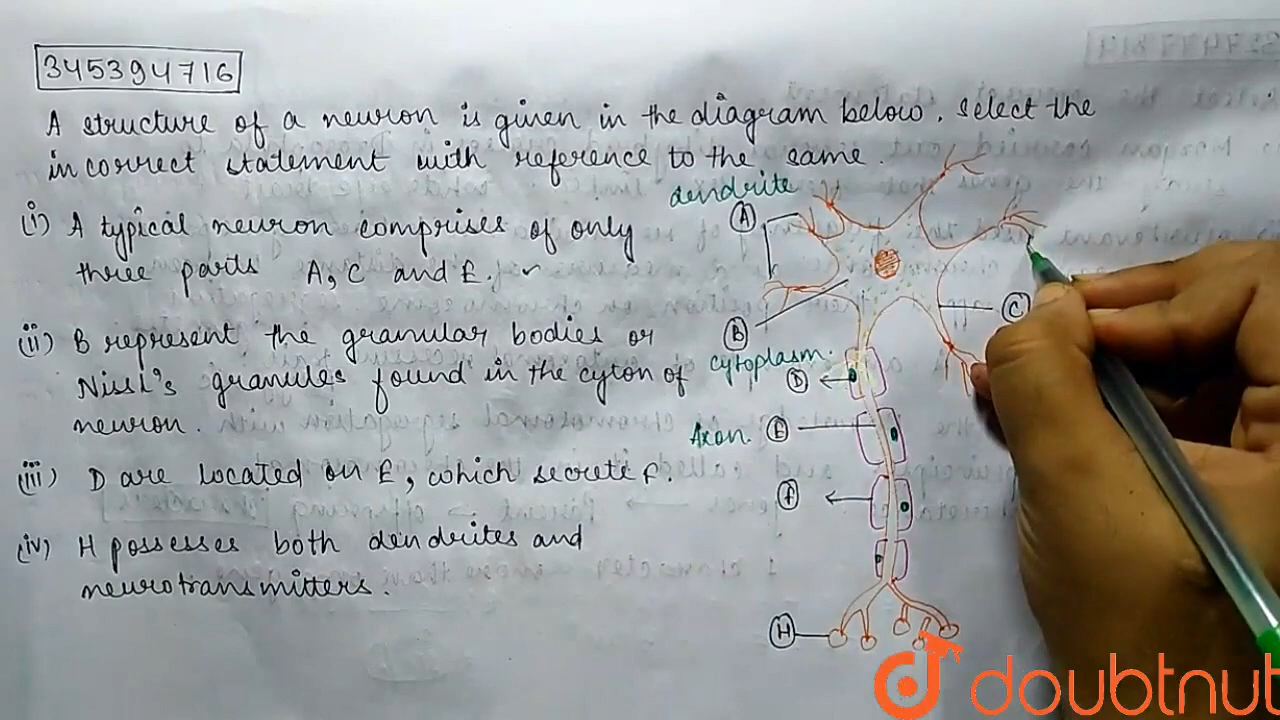 345394716
A structure of a neuron is given in the diagram below. Select the
incorrect statement with reference to the same.
(i) A typical neuron comprises of only
three parts A, C and E. ✓
(ii) B represent the granular bodies or
Nissl's granules found in the cyton of
neuron.
(iii) D are located on E, which secrete F.
(iv) H possesses both dendrites and
neurotransmitters.
dendrite
A
B
C
cytoplasm.
D
Axon. E
F
H
doubtnut